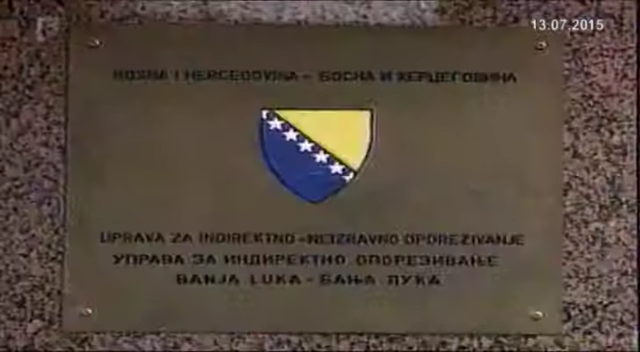 13.07.2015
BOSNA I HERCEGOVINA - БОСНА И ХЕРЦЕГОВИНА
UPRAVA ZA INDIREKTNO-NEIZRAVNO OPOREZIVANJE
УПРАВА ЗА ИНДИРЕКТНО ОПОРЕЗИВАЊЕ
BANJA LUKA - БАЊА ЛУКА